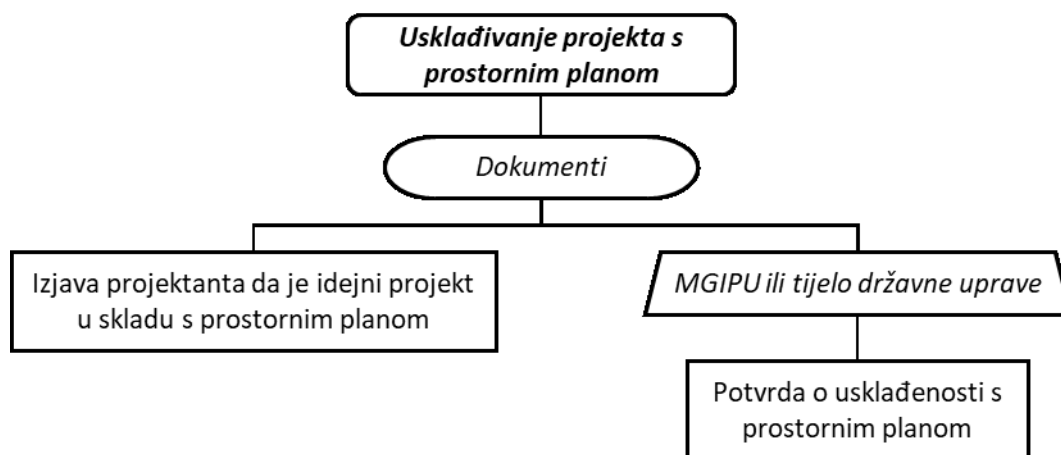 Usklađivanje projekta s
prostornim planom
Dokumenti
Izjava projektanta da je idejni projekt
u skladu s prostornim planom
MGIPU ili tijelo državne uprave
Potvrda o usklađenosti s
prostornim planom